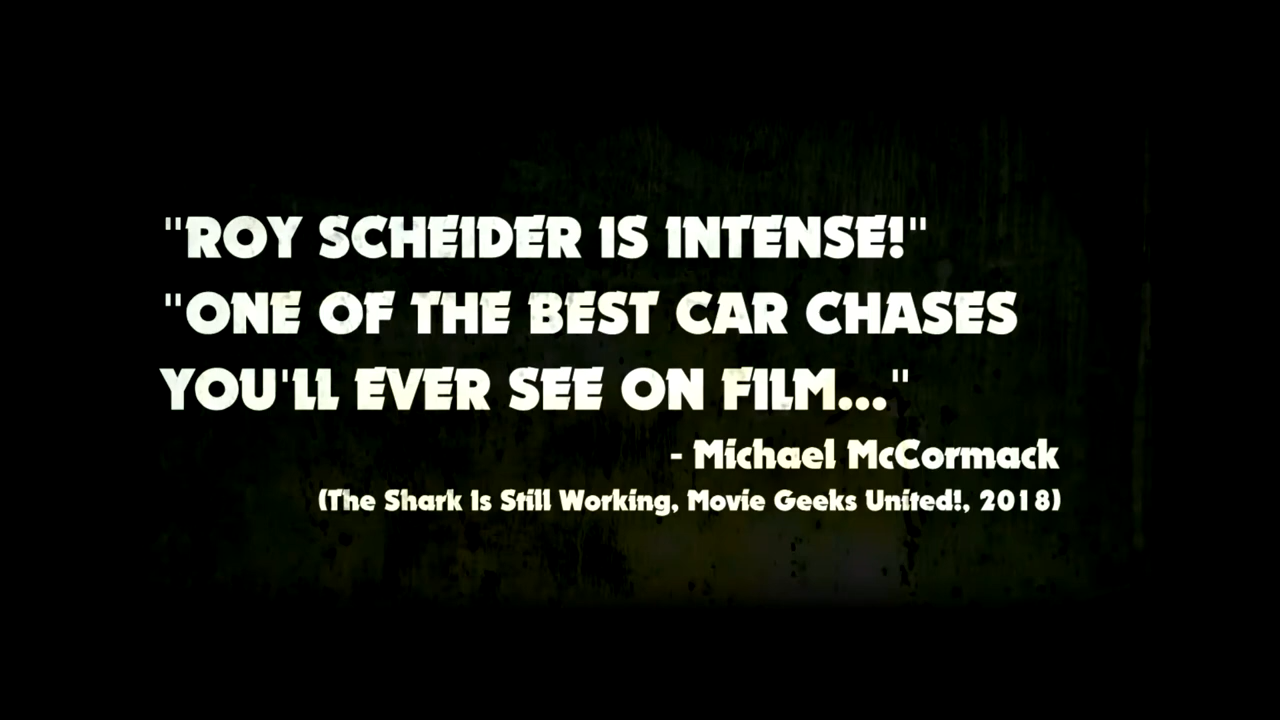 "ROY SCHEIDER IS INTENSE!"
"ONE OF THE BEST CAR CHASES
YOU'LL EVER SEE ON FILM..."
- Michael McCormack
(The Shark Is Still Working, Movie Geeks United!, 2018)